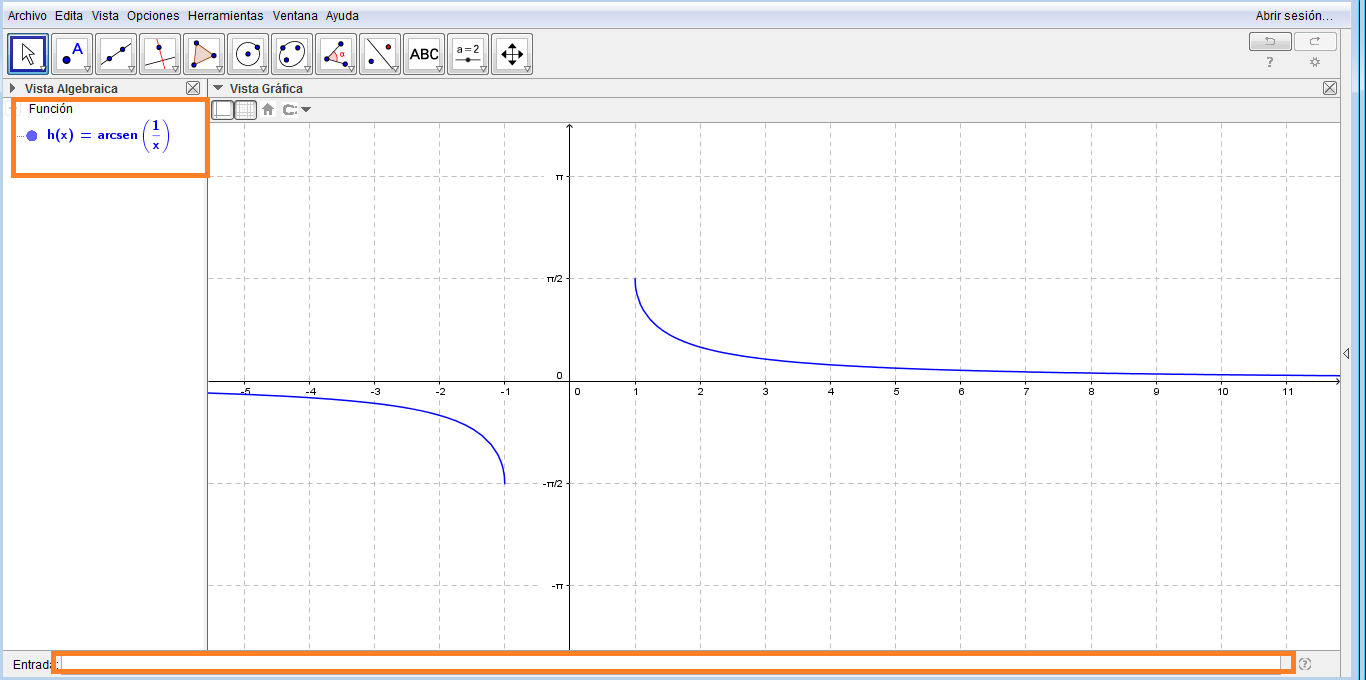 Archivo Edita Vista Opciones Herramientas Ventana Ayuda Abrir sesión...
A α ABC a=2
?
Vista Algebraica Vista Gráfica
Función
h(x) = arcsen (1/x)
π
π/2
0
-5 -4 -3 -2 -1 0 1 2 3 4 5 6 7 8 9 10 11
-π/2
-π
Entrada: ?